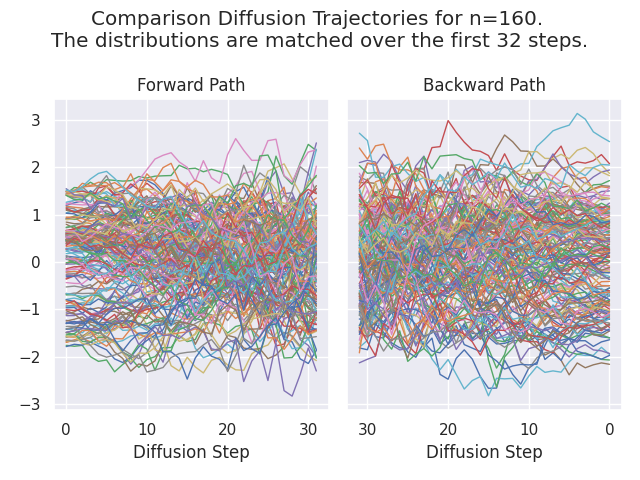 Comparison Diffusion Trajectories for n=160.
The distributions are matched over the first 32 steps.
Forward Path
Backward Path
3
2
1
0
−1
−2
−3
0
10
20
30
30
20
10
0
Diffusion Step
Diffusion Step